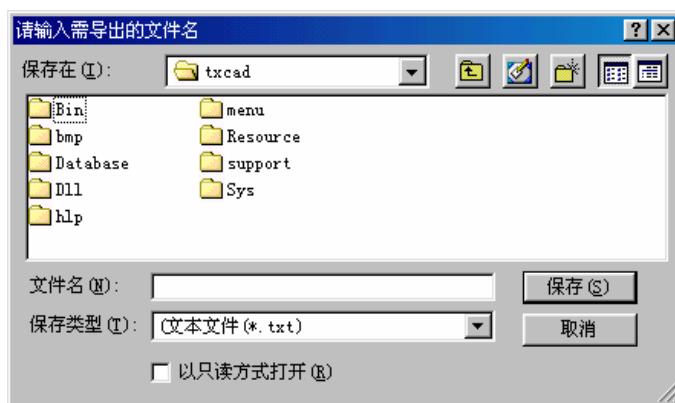 请输入需导出的文件名
保存在(I): txcad
Bin menu
bmp Resource
Database support
Dll Sys
hlp
文件名(N): 保存(S)
保存类型(T): (文本文件(*.txt) 取消
以只读方式打开(R)